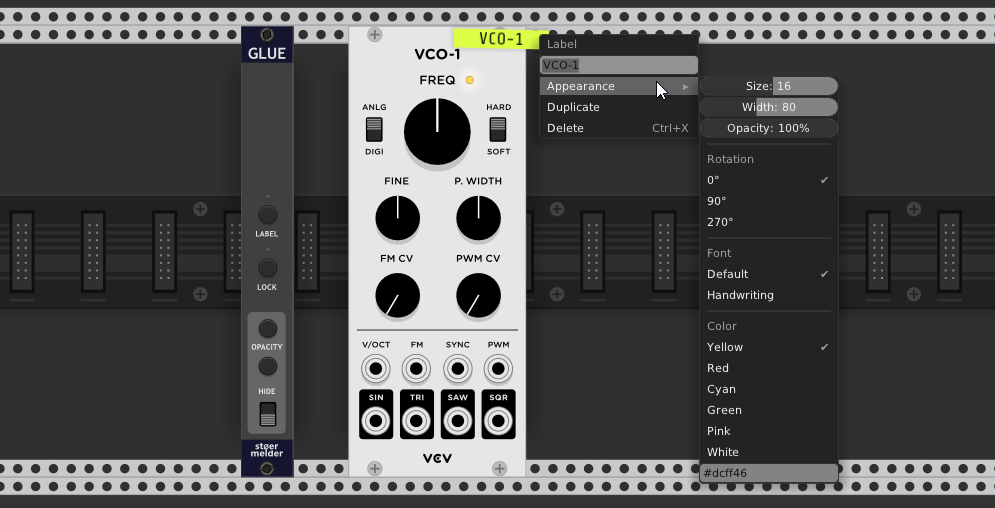 GLUE
LABEL
LOCK
OPACITY
HIDE
støer
melder
VCO-1
VCO-1
FREQ
ANLG
HARD
DIGI
SOFT
FINE
P. WIDTH
FM CV
PWM CV
V/OCT
FM
SYNC
PWM
SIN
TRI
SAW
SQR
VCV
Label
VCO-1
Appearance
Duplicate
Delete Ctrl+X
Size: 16
Width: 80
Opacity: 100%
Rotation
0° ✔
90°
270°
Font
Default ✔
Handwriting
Color
Yellow ✔
Red
Cyan
Green
Pink
White
#dcff46